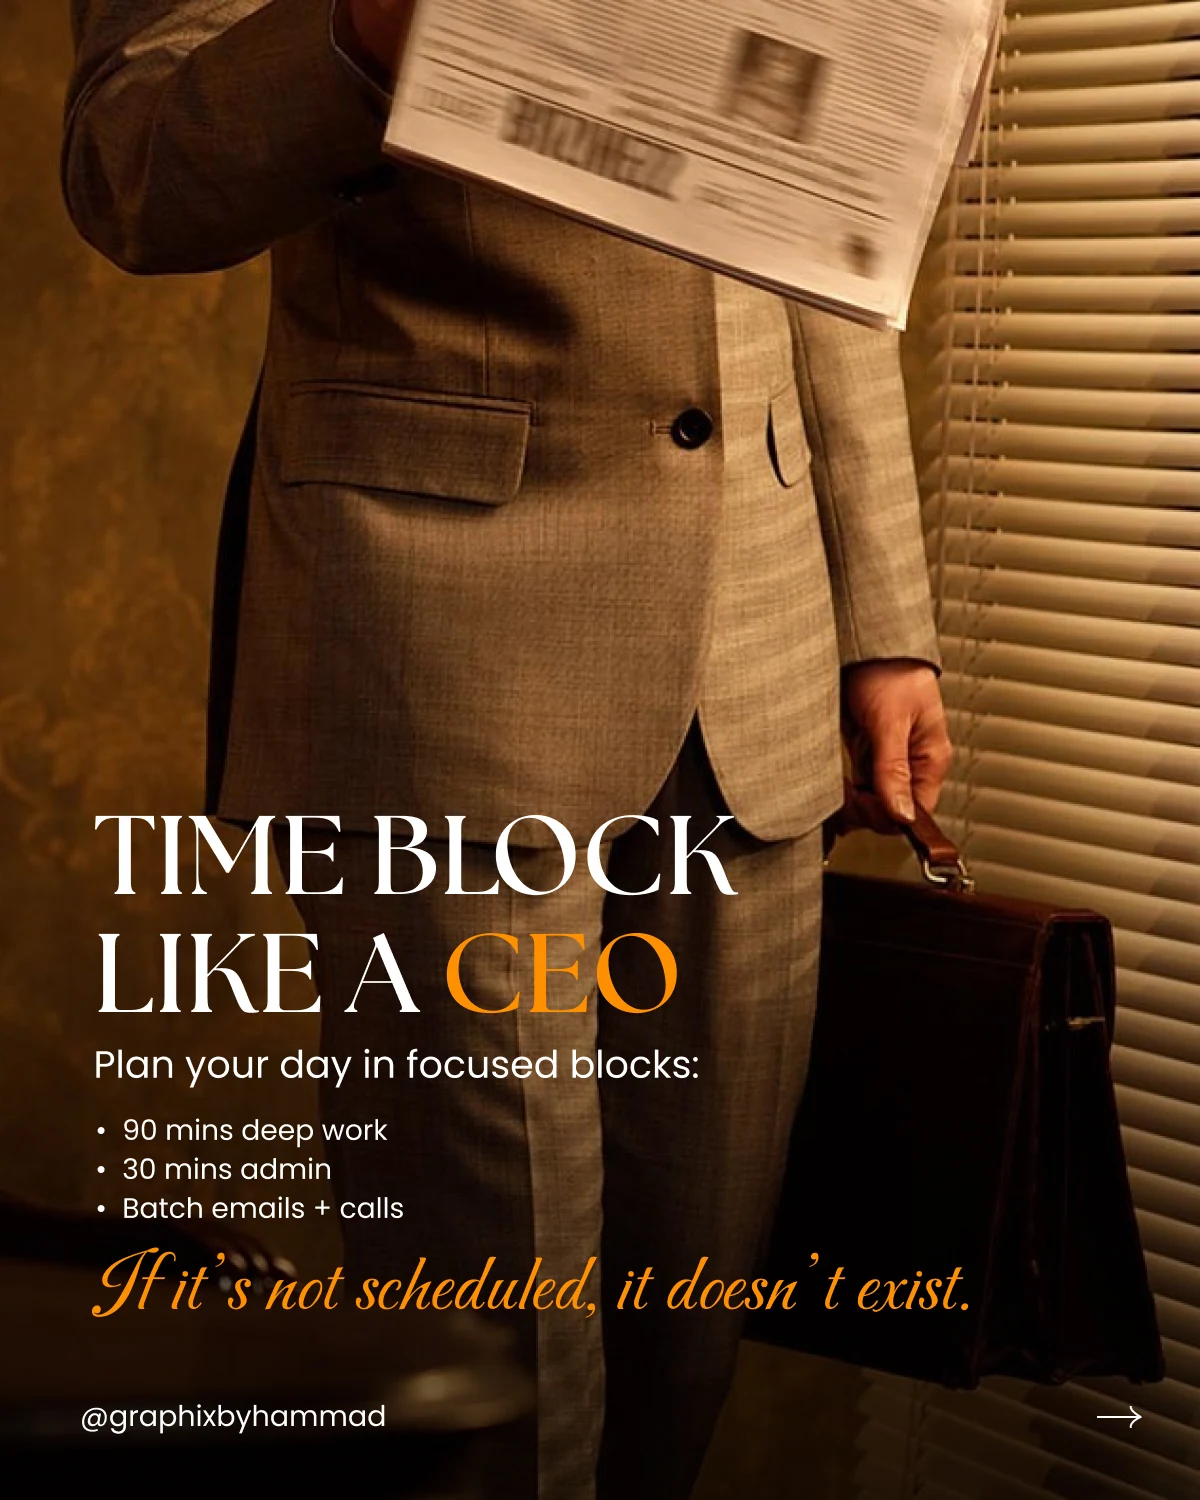 TIME BLOCK
LIKE A CEO
Plan your day in focused blocks:
• 90 mins deep work
• 30 mins admin
• Batch emails + calls
If it's not scheduled, it doesn't exist.
@graphixbyhammad